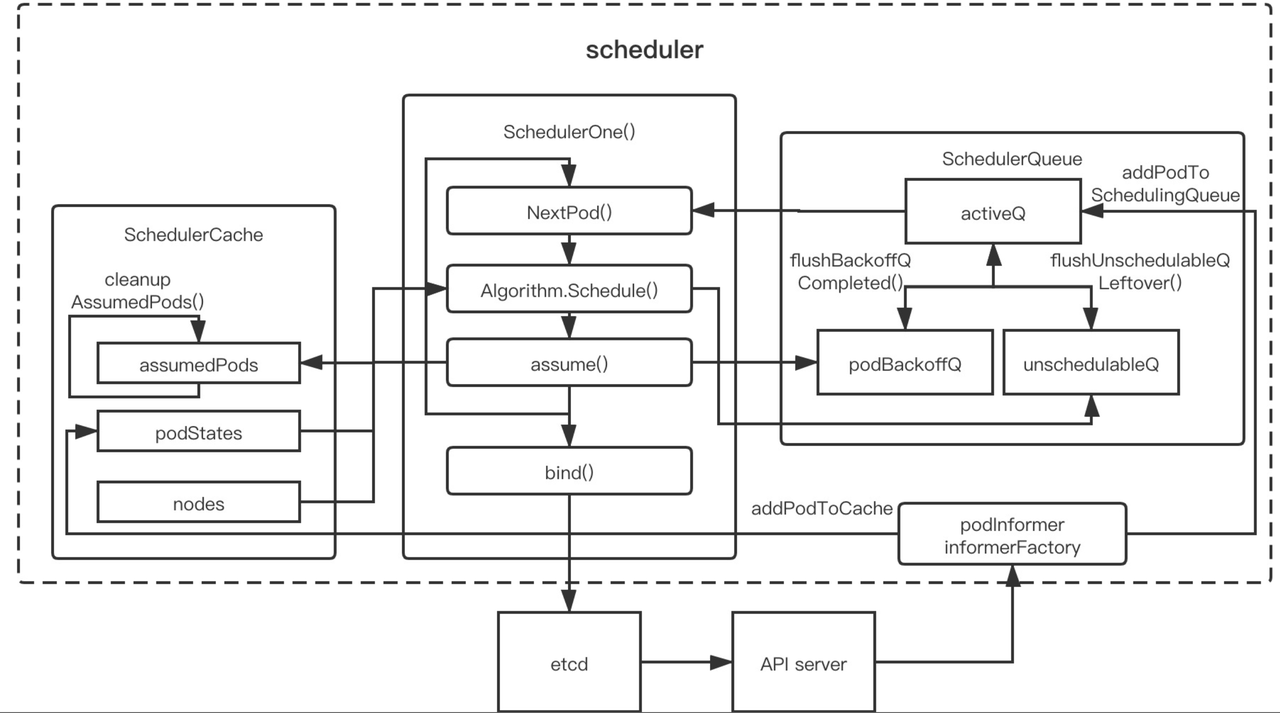 scheduler
SchedulerCache
cleanup
AssumedPods()
assumedPods
podStates
nodes
SchedulerOne()
NextPod()
Algorithm.Schedule()
assume()
bind()
SchedulerQueue
addPodTo
SchedulingQueue
activeQ
flushBackoffQ
Completed()
flushUnschedulableQ
Leftover()
podBackoffQ
unschedulableQ
addPodToCache
podInformer
informerFactory
etcd
API server